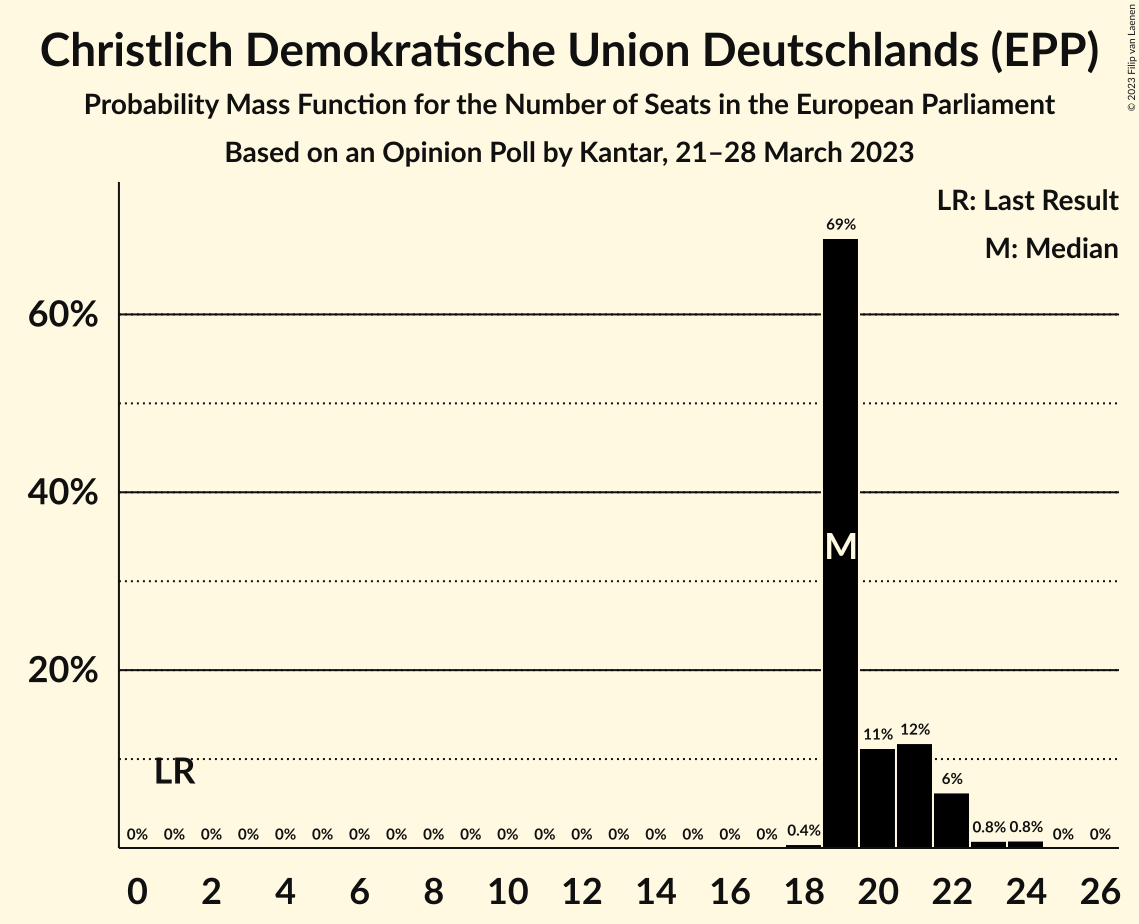 Christlich Demokratische Union Deutschlands (EPP)
Probability Mass Function for the Number of Seats in the European Parliament
Based on an Opinion Poll by Kantar, 21–28 March 2023
© 2023 Filip van Laenen
LR: Last Result
M: Median
69%
60%
40%
M
20%
11% 12%
LR
6%
0% 0% 0% 0% 0% 0% 0% 0% 0% 0% 0% 0% 0% 0% 0% 0% 0% 0% 0.4% 0.8% 0.8% 0% 0%
0 2 4 6 8 10 12 14 16 18 20 22 24 26